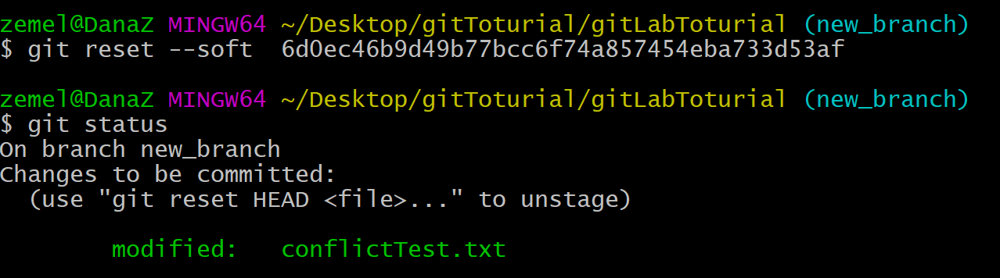 zemel@DanaZ MINGW64 ~/Desktop/gitToturial/gitLabToturial (new_branch)
$ git reset --soft  6d0ec46b9d49b77bcc6f74a857454eba733d53af
zemel@DanaZ MINGW64 ~/Desktop/gitToturial/gitLabToturial (new_branch)
$ git status
On branch new_branch
Changes to be committed:
  (use "git reset HEAD <file>..." to unstage)
        modified:   conflictTest.txt